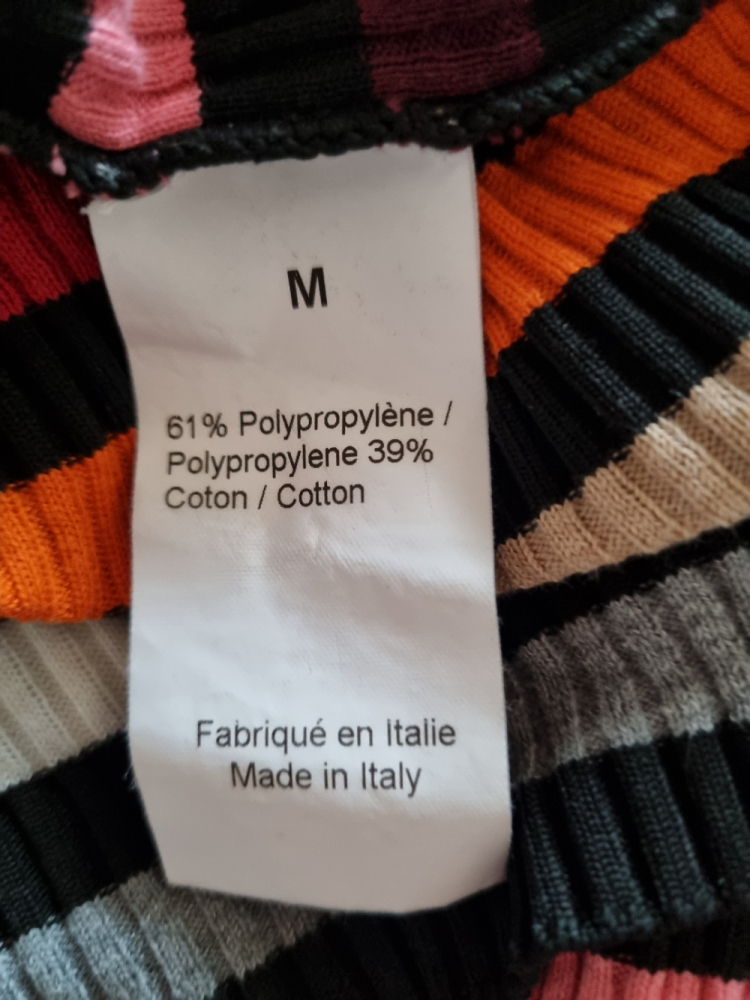 M
61% Polypropylène /
Polypropylene 39%
Coton / Cotton
Fabriqué en Italie
Made in Italy